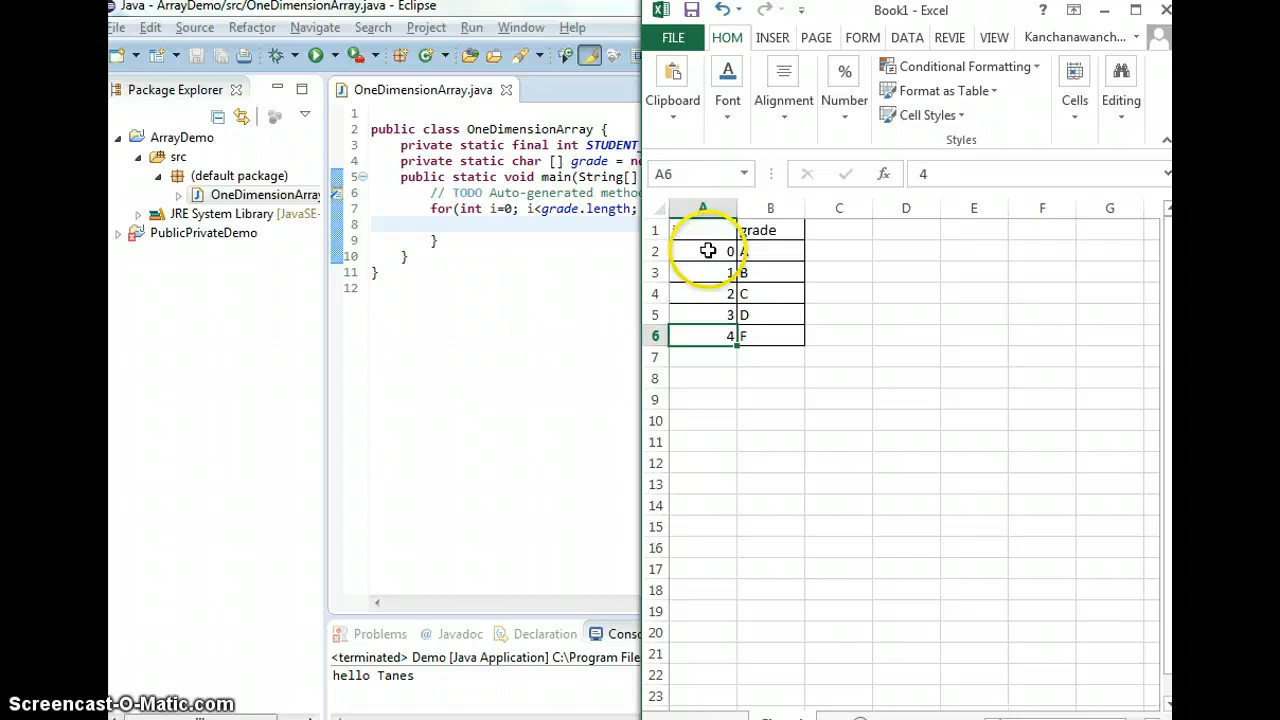 Java - ArrayDemo/src/OneDimensionArray.java - Eclipse
File Edit Source Refactor Navigate Search Project Run Window Help
Package Explorer
ArrayDemo
src
(default package)
OneDimensionArray
JRE System Library [JavaSE-
PublicPrivateDemo
OneDimensionArray.java
1
2 public class OneDimensionArray {
3 private static final int STUDENT
4 private static char [] grade = ne
5 public static void main(String[]
6 // TODO Auto-generated metho
7 for(int i=0; i<grade.length;
8
9 }
10 }
11 }
12
Problems @ Javadoc Declaration Conso
<terminated> Demo [Java Application] C:\Program File
hello Tanes
Book1 - Excel
FILE HOM INSER PAGE FORM DATA REVIE VIEW Kanchanawanch...
Clipboard
Font
Alignment
%
Number
Conditional Formatting
Format as Table
Cell Styles
Styles
Cells
Editing
A6 fx 4
A B C D E F G
1 grade
2 0 A
3 1 B
4 2 C
5 3 D
6 4 F
7
8
9
10
11
12
13
14
15
16
17
18
19
20
21
22
23
Screencast-O-Matic.com